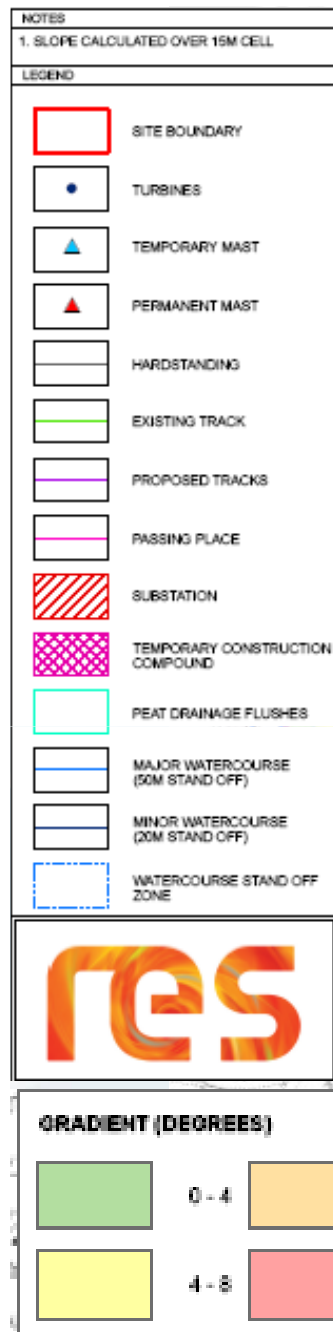 NOTES
1. SLOPE CALCULATED OVER 15M CELL
LEGEND
SITE BOUNDARY
TURBINES
TEMPORARY MAST
PERMANENT MAST
HARDSTANDING
EXISTING TRACK
PROPOSED TRACKS
PASSING PLACE
SUBSTATION
TEMPORARY CONSTRUCTION
COMPOUND
PEAT DRAINAGE FLUSHES
MAJOR WATERCOURSE
(50M STAND OFF)
MINOR WATERCOURSE
(20M STAND OFF)
WATERCOURSE STAND OFF
ZONE
res
GRADIENT (DEGREES)
0 - 4
4 - 8